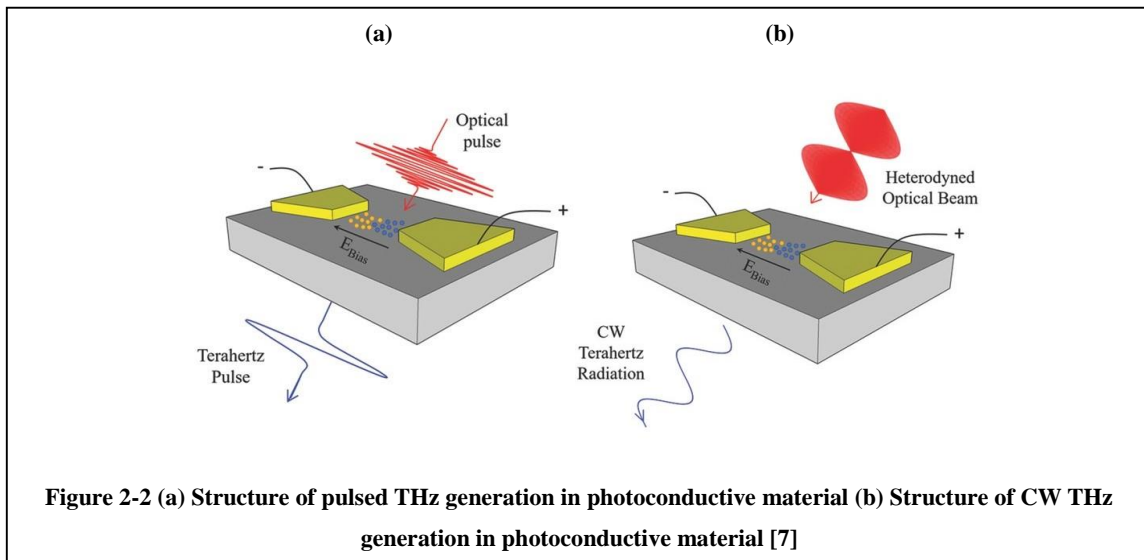 (a)
(b)
Optical
pulse
-
+
E_Bias
Terahertz
Pulse
Heterodyned
Optical Beam
-
+
E_Bias
CW
Terahertz
Radiation
Figure 2-2 (a) Structure of pulsed THz generation in photoconductive material (b) Structure of CW THz
generation in photoconductive material [7]